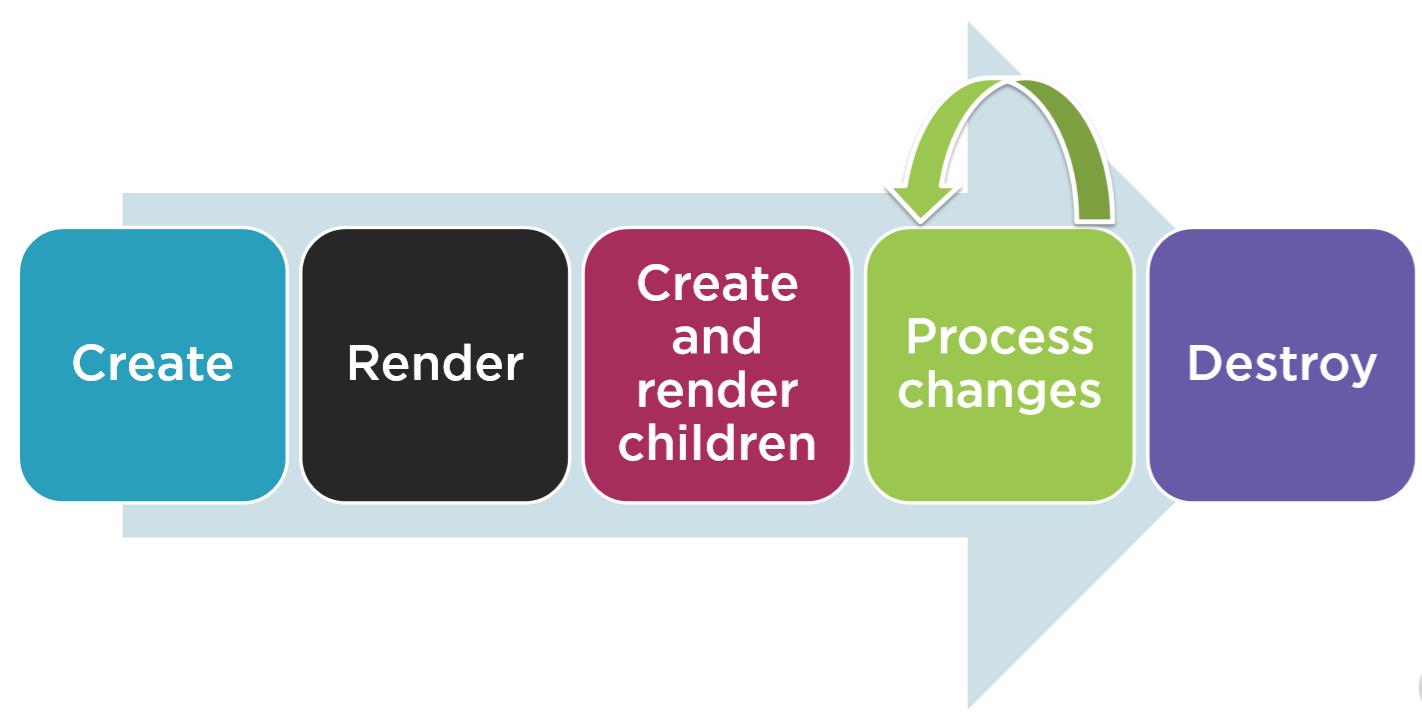 Create
Render
Create
and
render
children
Process
changes
Destroy